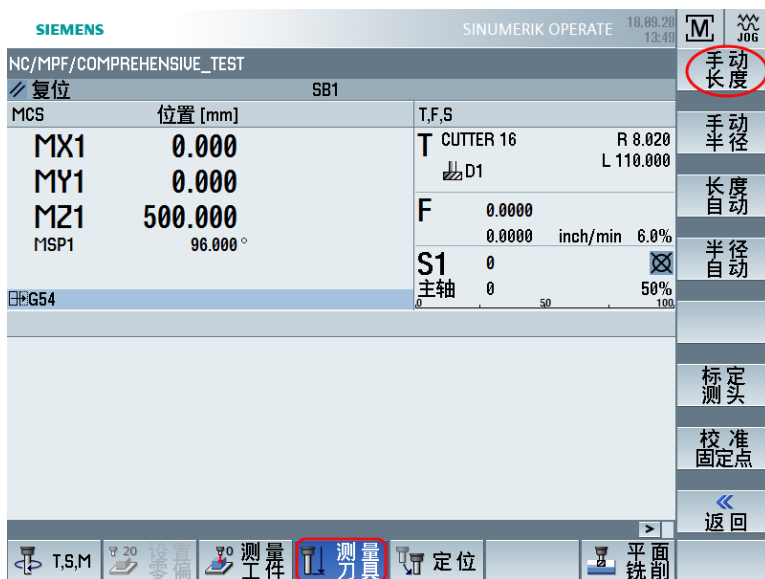 SIEMENS
SINUMERIK OPERATE
18.09.28
13:49
M
JOG
NC/MPF/COMPREHENSIVE_TEST
复位
SB1
MCS
位置 [mm]
MX1
0.000
MY1
0.000
MZ1
500.000
MSP1
96.000°
G54
T,F,S
T
CUTTER 16
R 8.020
D1
L 110.000
F
0.0000
0.0000
inch/min
6.0%
S1
0
主轴
0
50%
0
50
100
手动
长度
手动
半径
长度
自动
半径
自动
标定
测头
校准
固定点
«
返回
>
T,S,M
20
设置
零偏
测量
工件
测量
刀具
定位
平面
铣削